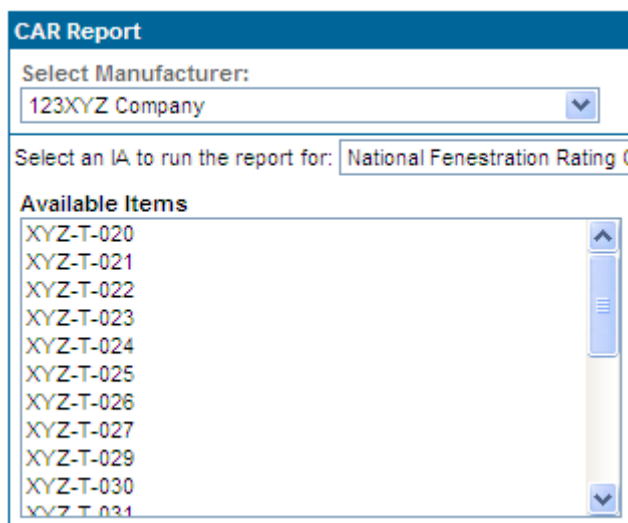 CAR Report
Select Manufacturer:
123XYZ Company
Select an IA to run the report for: National Fenestration Rating
Available Items
XYZ-T-020
XYZ-T-021
XYZ-T-022
XYZ-T-023
XYZ-T-024
XYZ-T-025
XYZ-T-026
XYZ-T-027
XYZ-T-029
XYZ-T-030
XYZ-T-031